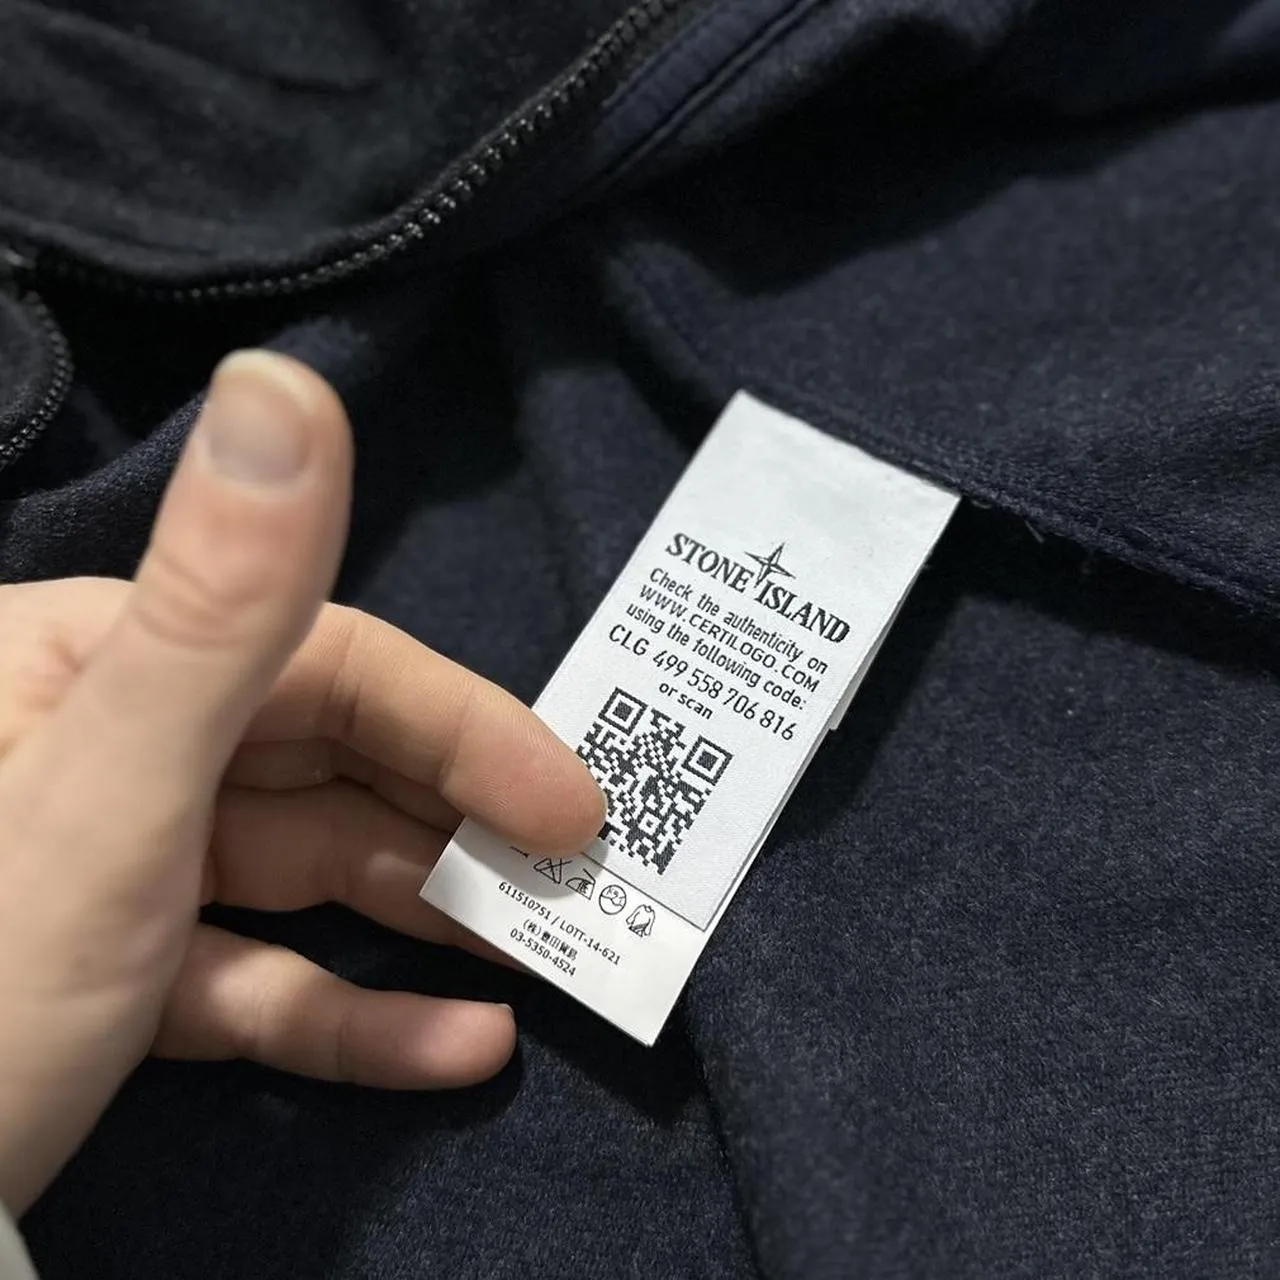 STONE ISLAND
Check the authenticity on
WWW.CERTILOGO.COM
using the following code:
CLG 499 558 706 816
or scan
611510751 / LOTT-14-621
(株)豊田貿易
03-5350-4524